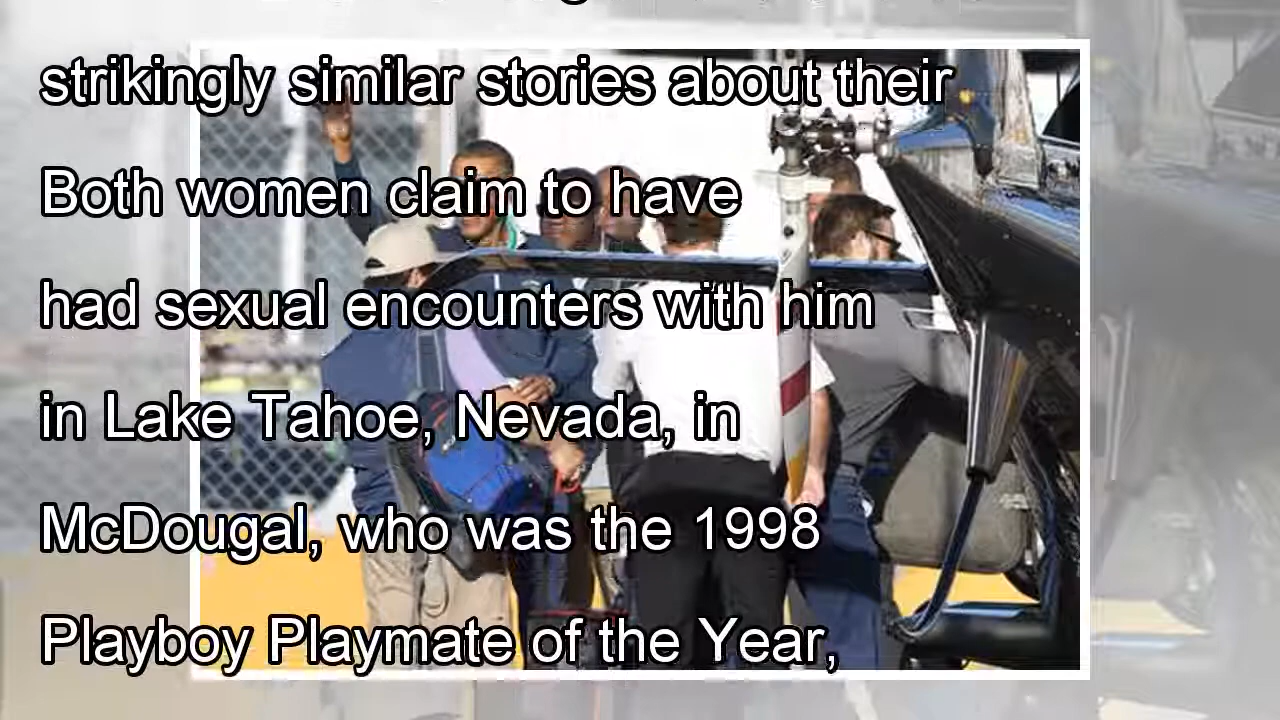 strikingly similar stories about their
Both women claim to have
had sexual encounters with him
in Lake Tahoe, Nevada, in
McDougal, who was the 1998
Playboy Playmate of the Year,